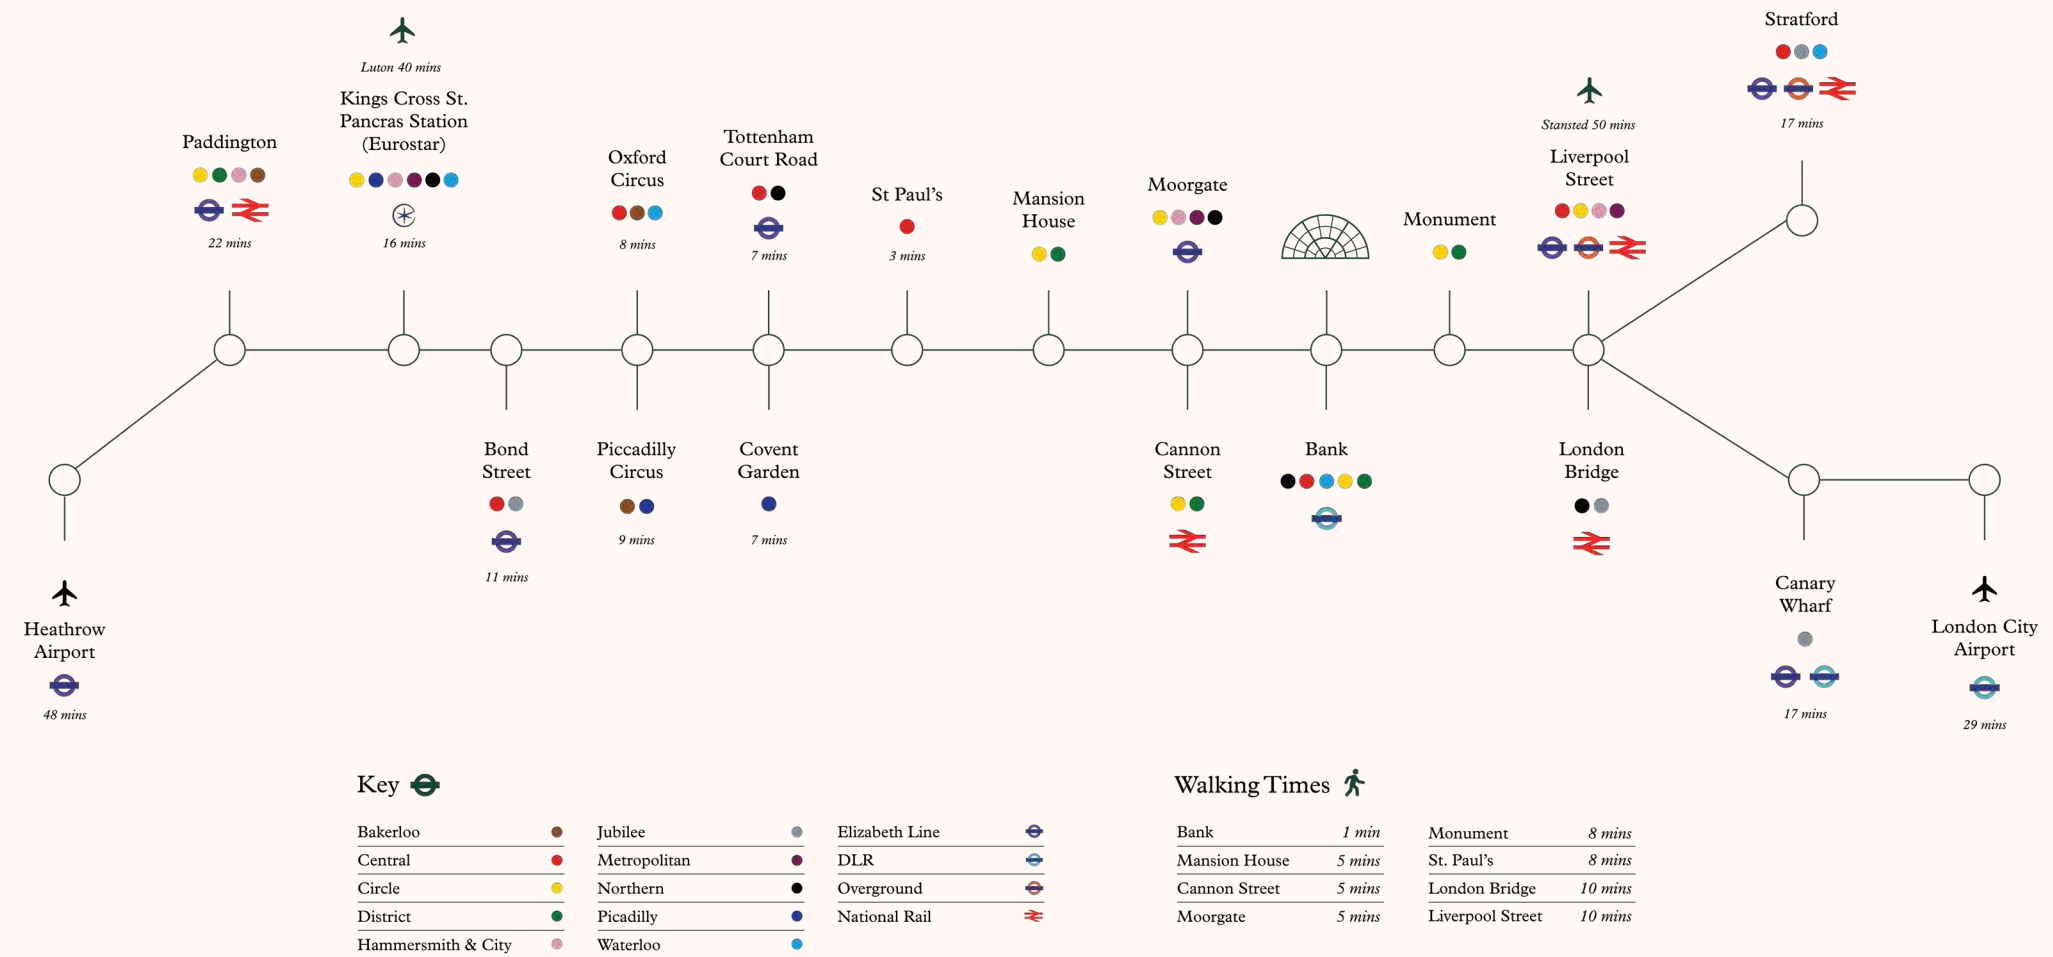 Luton 40 mins
Kings Cross St.
Pancras Station
(Eurostar)
16 mins
Paddington
22 mins
Oxford
Circus
8 mins
Tottenham
Court Road
7 mins
St Paul's
3 mins
Mansion
House
Moorgate
Monument
Stansted 50 mins
Liverpool
Street
Stratford
17 mins
Heathrow
Airport
48 mins
Bond
Street
11 mins
Piccadilly
Circus
9 mins
Covent
Garden
7 mins
Cannon
Street
Bank
London
Bridge
Canary
Wharf
17 mins
London City
Airport
29 mins
Key
Bakerloo
Central
Circle
District
Hammersmith & City
Jubilee
Metropolitan
Northern
Picadilly
Waterloo
Elizabeth Line
DLR
Overground
National Rail
Walking Times
Bank 1 min
Mansion House 5 mins
Cannon Street 5 mins
Moorgate 5 mins
Monument 8 mins
St. Paul's 8 mins
London Bridge 10 mins
Liverpool Street 10 mins